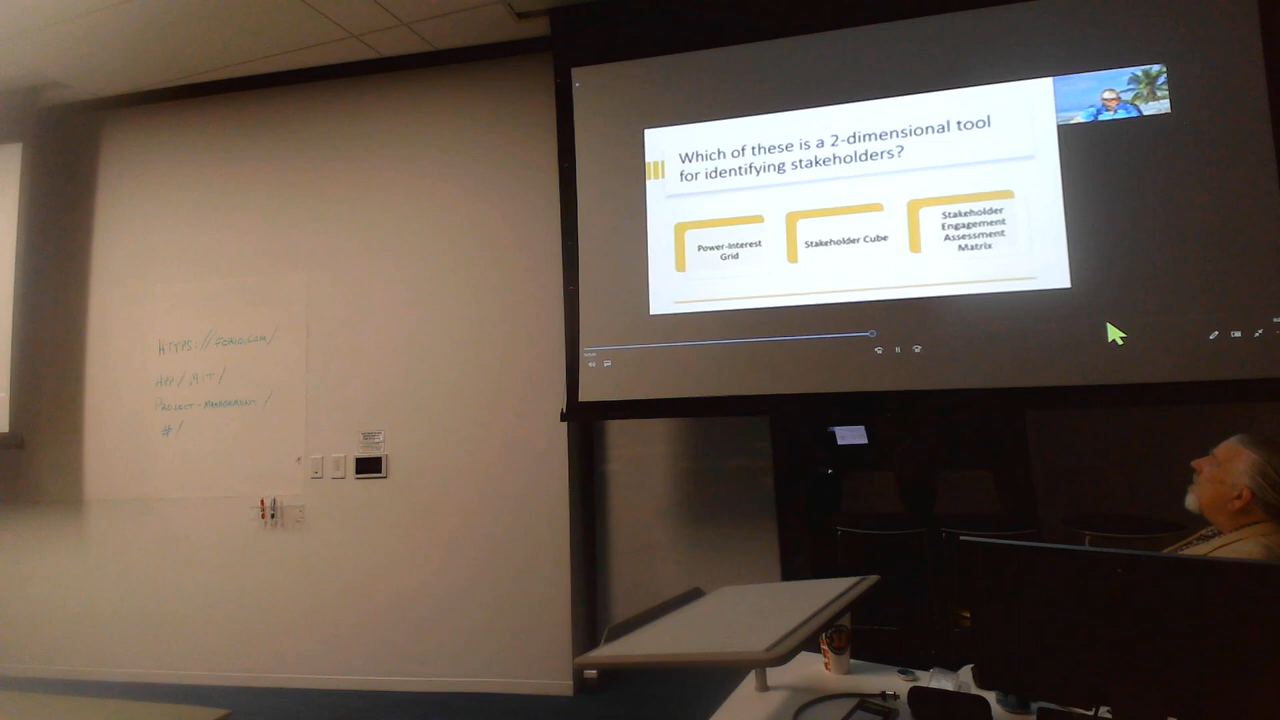 Which of these is a 2-dimensional tool
for identifying stakeholders?
Power-Interest
Grid
Stakeholder Cube
Stakeholder
Engagement
Assessment
Matrix
HTTPS://FORIO.COM/
APP/MIT/
PROJECT-MANAGEMENT/
#/